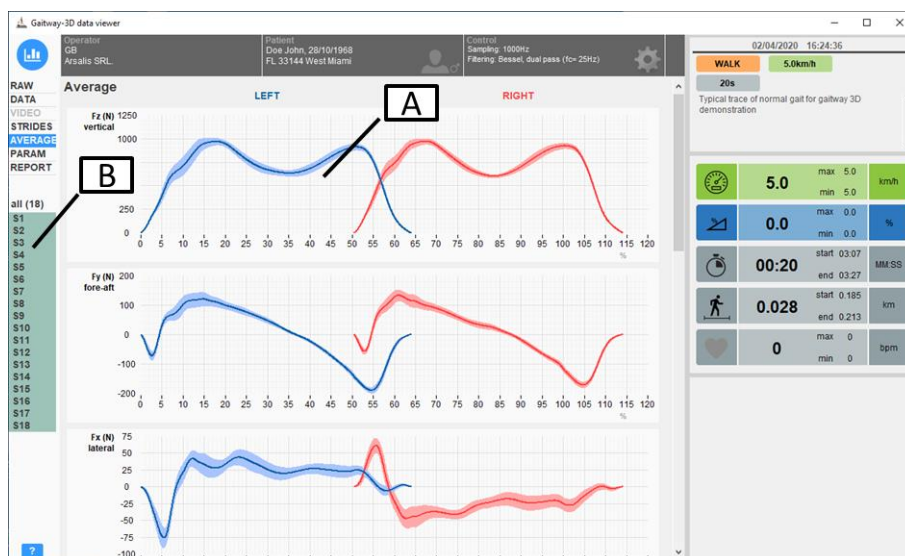 Gaitway-3D data viewer
Operator
GB
Arsalis SRL.
Patient
Doe John, 28/10/1968
FL 33144 West Miami
Control
Sampling: 1000Hz
Filtering: Bessel, dual pass (fc= 25Hz)
RAW
DATA
VIDEO
STRIDES
AVERAGE
PARAM
REPORT
all (18)
S1
S2
S3
S4
S5
S6
S7
S8
S9
S10
S11
S12
S13
S14
S15
S16
S17
S18
?
Average
LEFT
RIGHT
A
B
Fz (N)
vertical
1250
1000
250
0
0 5 10 15 20 25 30 35 40 45 50 55 60 65 70 75 80 85 90 95 100 105 110 115 120
%
Fy (N)
fore-aft
200
100
0
-100
-200
0 5 10 15 20 25 30 35 40 45 50 55 60 65 70 75 80 85 90 95 100 105 110 115 120
%
Fx (N)
lateral
75
50
25
0
-25
-50
-75
-100
02/04/2020 16:24:36
WALK 5.0km/h
20s
Typical trace of normal gait for gaitway 3D
demonstration
5.0 max 5.0 min 5.0 km/h
% 0.0 max 0.0 min 0.0 %
00:20 start 03:07 end 03:27 MM:SS
0.028 start 0.185 end 0.213 km
0 max 0 min 0 bpm